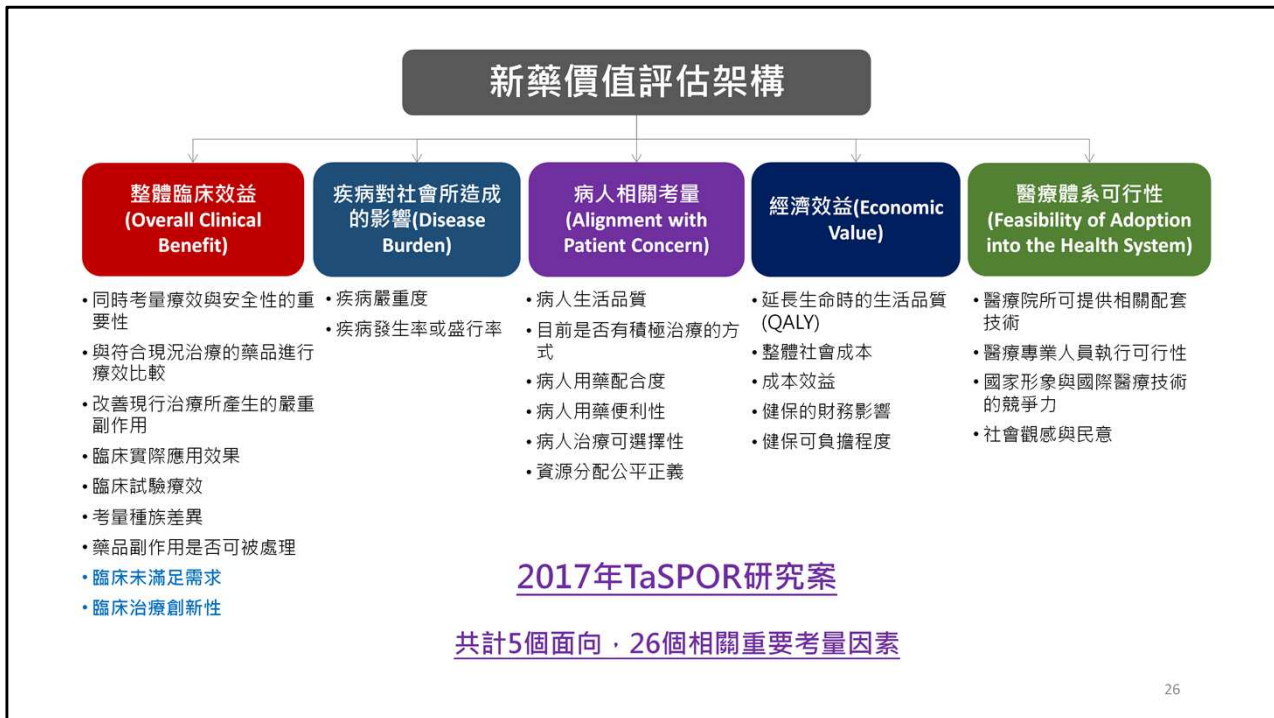 新藥價值評估架構
整體臨床效益
(Overall Clinical
Benefit)
• 同時考量療效與安全性的重
要性
• 與符合現況治療的藥品進行
療效比較
• 改善現行治療所產生的嚴重
副作用
• 臨床實際應用效果
• 臨床試驗療效
• 考量種族差異
• 藥品副作用是否可被處理
• 臨床未滿足需求
• 臨床治療創新性
疾病對社會所造成
的影響(Disease
Burden)
• 疾病嚴重度
• 疾病發生率或盛行率
病人相關考量
(Alignment with
Patient Concern)
• 病人生活品質
• 目前是否有積極治療的方
式
• 病人用藥配合度
• 病人用藥便利性
• 病人治療可選擇性
• 資源分配公平正義
經濟效益(Economic
Value)
• 延長生命時的生活品質
(QALY)
• 整體社會成本
• 成本效益
• 健保的財務影響
• 健保可負擔程度
醫療體系可行性
(Feasibility of Adoption
into the Health System)
• 醫療院所可提供相關配套
技術
• 醫療專業人員執行可行性
• 國家形象與國際醫療技術
的競爭力
• 社會觀感與民意
2017年TaSPOR研究案
共計5個面向，26個相關重要考量因素
26